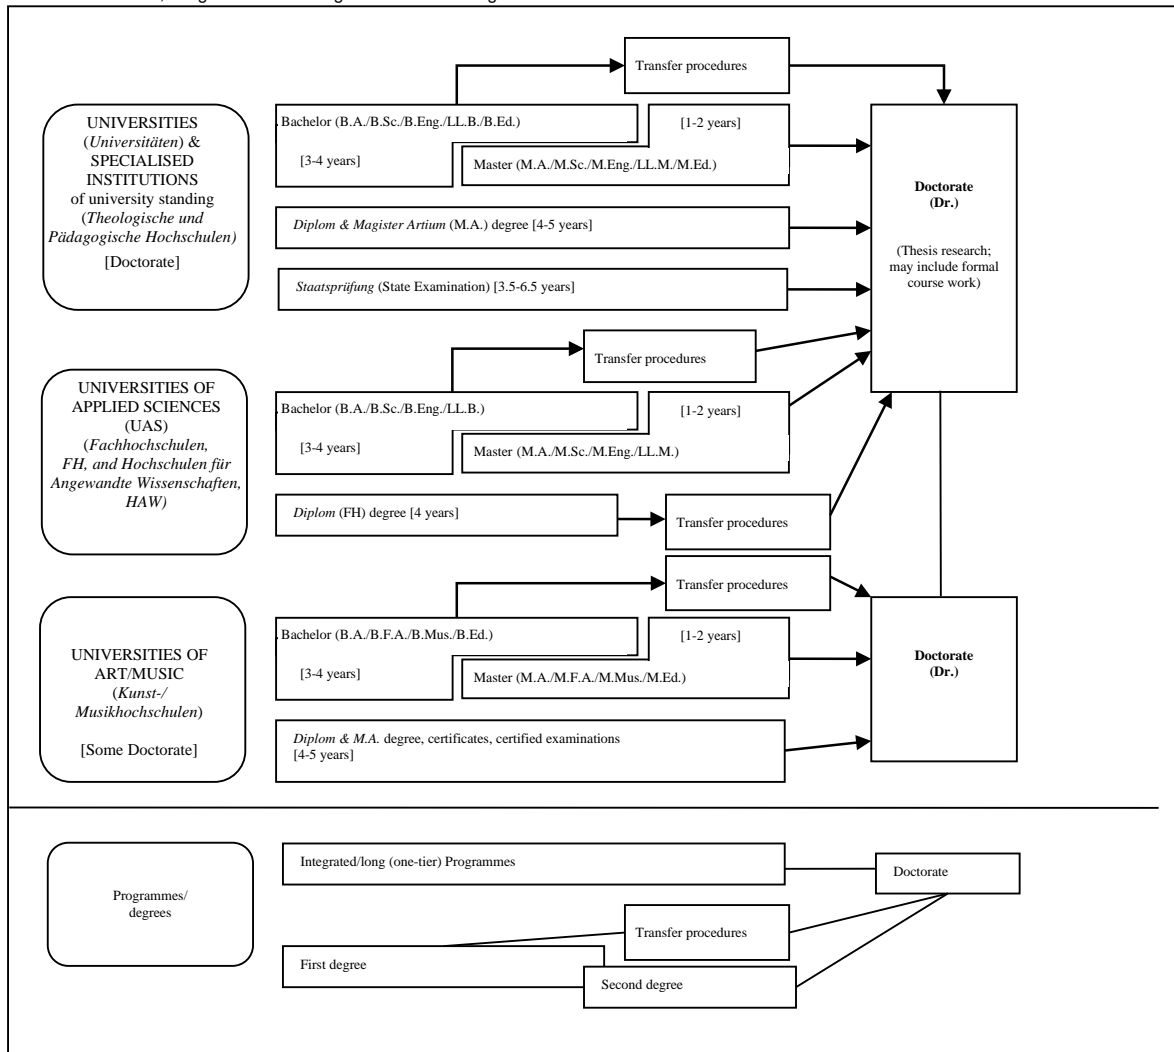 Transfer procedures
UNIVERSITIES
(Universitäten) &
SPECIALISED
INSTITUTIONS
of university standing
(Theologische und
Pädagogische Hochschulen)
[Doctorate]
. Bachelor (B.A./B.Sc./B.Eng./LL.B./B.Ed.)
[3-4 years]
[1-2 years]
Master (M.A./M.Sc./M.Eng./LL.M./M.Ed.)
Diplom & Magister Artium (M.A.) degree [4-5 years]
Staatsprüfung (State Examination) [3.5-6.5 years]
Doctorate
(Dr.)
(Thesis research;
may include formal
course work)
UNIVERSITIES OF
APPLIED SCIENCES
(UAS)
(Fachhochschulen,
FH, and Hochschulen für
Angewandte Wissenschaften,
HAW)
Transfer procedures
. Bachelor (B.A./B.Sc./B.Eng./LL.B.)
[3-4 years]
[1-2 years]
Master (M.A./M.Sc./M.Eng./LL.M.)
Diplom (FH) degree [4 years]
Transfer procedures
UNIVERSITIES OF
ART/MUSIC
(Kunst-/
Musikhochschulen)
[Some Doctorate]
Transfer procedures
. Bachelor (B.A./B.F.A./B.Mus./B.Ed.)
[3-4 years]
[1-2 years]
Master (M.A./M.F.A./M.Mus./M.Ed.)
Diplom & M.A. degree, certificates, certified examinations
[4-5 years]
Doctorate
(Dr.)
Programmes/
degrees
Integrated/long (one-tier) Programmes
Doctorate
Transfer procedures
First degree
Second degree